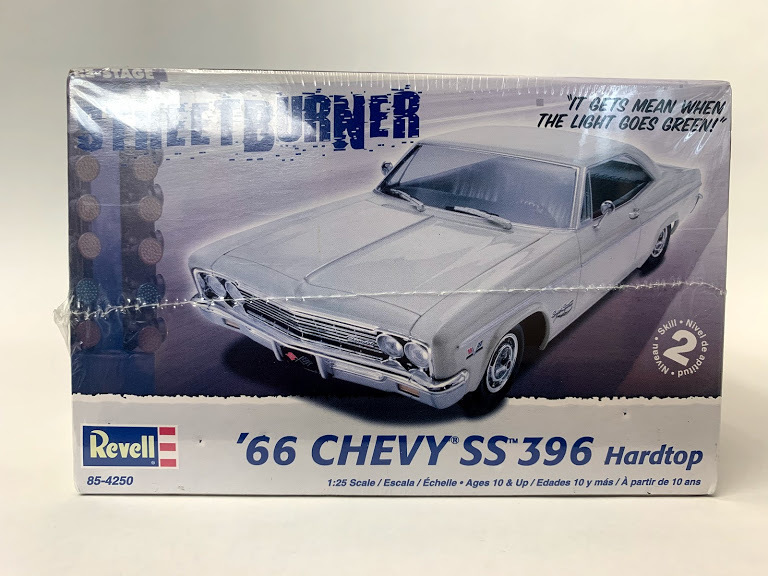 STAGE
STREETBURNER
"IT GETS MEAN WHEN
THE LIGHT GOES GREEN!"
Skill • Nivel de aptitud • Niveau
2
Revell
'66 CHEVY® SS™ 396 Hardtop
85-4250
1:25 Scale / Escala / Échelle • Ages 10 & Up / Edades 10 y más / À partir de 10 ans